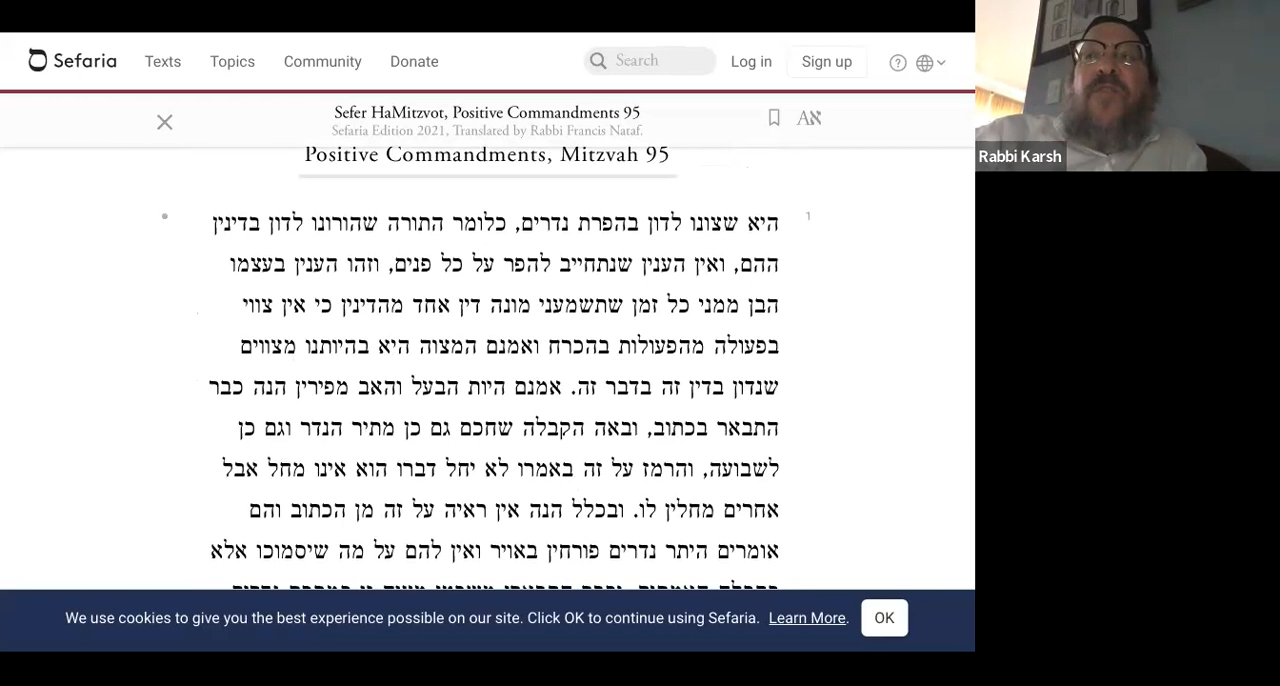 Sefaria
Texts
Topics
Community
Donate
Search
Log in
Sign up
Sefer HaMitzvot, Positive Commandments 95
Sefaria Edition 2021, Translated by Rabbi Francis Nataf.
Aא
Positive Commandments, Mitzvah 95
1
היא שצונו לדון בהפרת נדרים, כלומר התורה שהורונו לדון בדינין
ההם, ואין הענין שנתחייב להפר על כל פנים, וזהו הענין בעצמו
הבן ממני כל זמן שתשמעני מונה דין אחד מהדינין כי אין צווי
בפעולה מהפעולות בהכרח ואמנם המצוה היא בהיותנו מצווים
שנדון בדין זה בדבר זה. אמנם היות הבעל והאב מפירין הנה כבר
התבאר בכתוב, ובאה הקבלה שחכם גם כן מתיר הנדר וגם כן
לשבועה, והרמז על זה באמרו לא יחל דברו הוא אינו מחל אבל
אחרים מחלין לו. ובכלל הנה אין ראיה על זה מן הכתוב והם
אומרים היתר נדרים פורחין באויר ואין להם על מה שיסמוכו אלא
We use cookies to give you the best experience possible on our site. Click OK to continue using Sefaria. Learn More.
OK
Rabbi Karsh